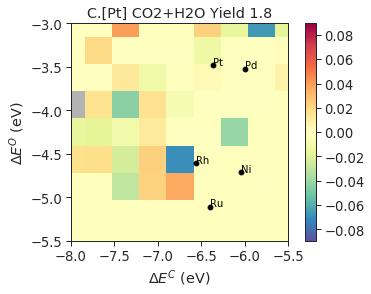 C.[Pt] CO2+H2O Yield 1.8
−3.0
−3.5
−4.0
−4.5
−5.0
−5.5
ΔE^O (eV)
Pt
Pd
Rh
Ni
Ru
−8.0 −7.5 −7.0 −6.5 −6.0 −5.5
ΔE^C (eV)
0.08
0.06
0.04
0.02
0.00
−0.02
−0.04
−0.06
−0.08